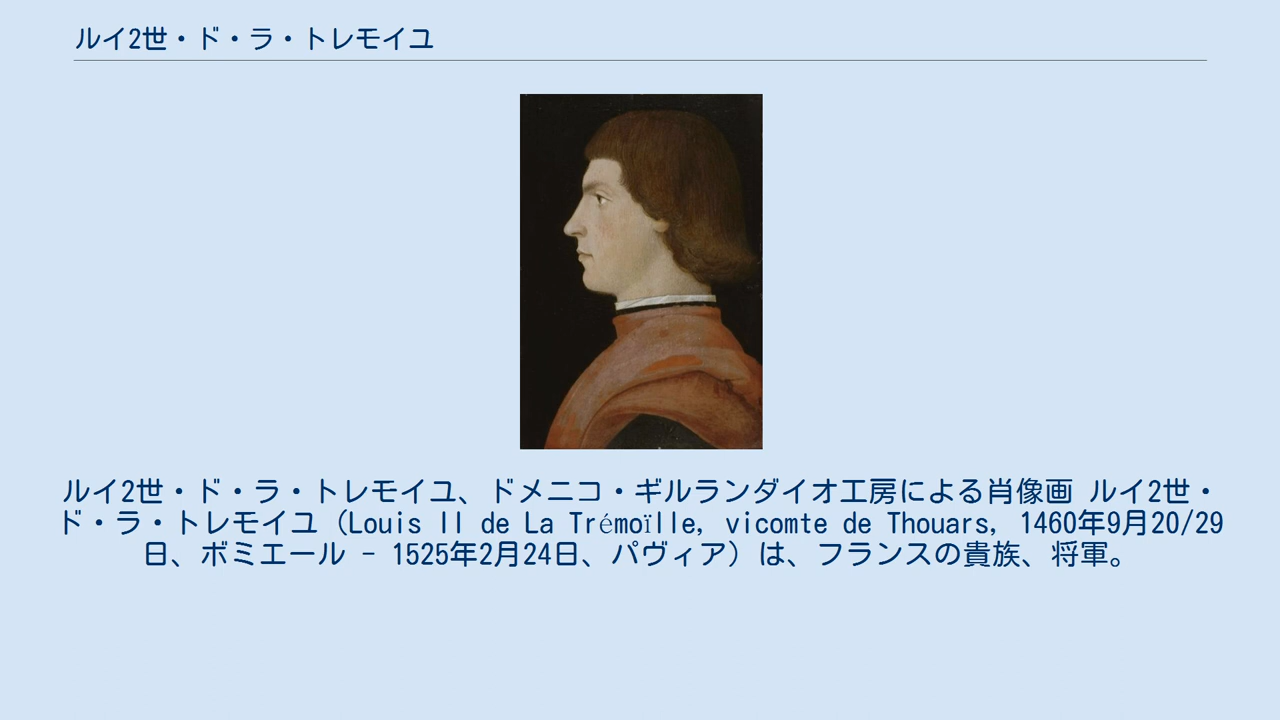 ルイ2世・ド・ラ・トレモイユ
ルイ2世・ド・ラ・トレモイユ、ドメニコ・ギルランダイオ工房による肖像画 ルイ2世・
ド・ラ・トレモイユ（Louis II de La Trémoïlle, vicomte de Thouars, 1460年9月20/29
日、ボミエール - 1525年2月24日、パヴィア）は、フランスの貴族、将軍。